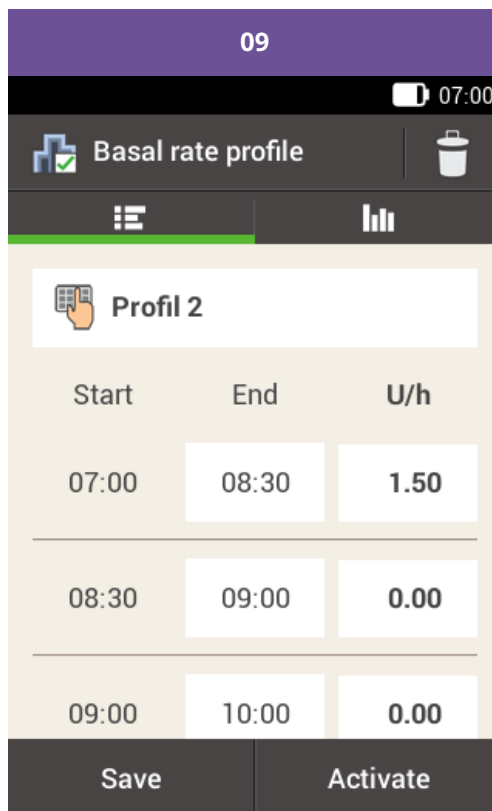 09
07:00
Basal rate profile
Profil 2
Start End U/h
07:00 08:30 1.50
08:30 09:00 0.00
09:00 10:00 0.00
Save Activate